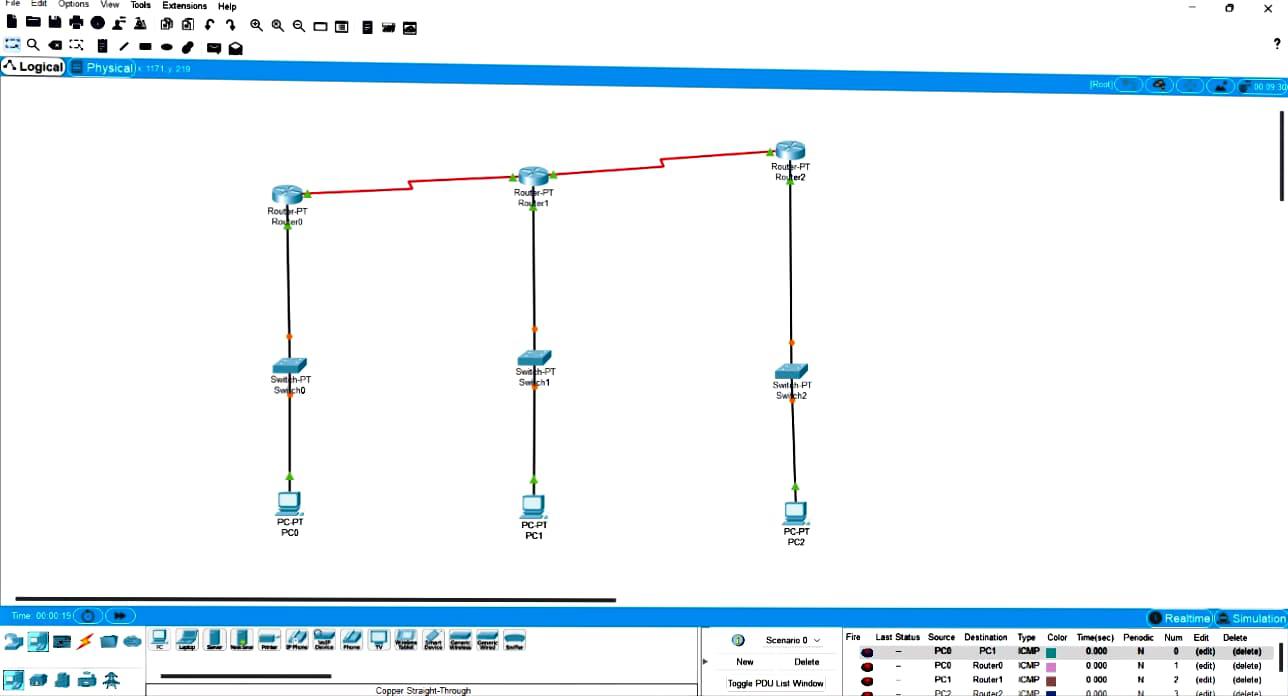 File Edit Options View Tools Extensions Help
?
Logical Physical x: 1171, y: 219
[Root] 00:09:30
Router-PT
Router2
Router-PT
Router1
Router-PT
Router0
Switch-PT
Switch0
Switch-PT
Switch1
Switch-PT
Switch2
PC-PT
PC0
PC-PT
PC1
PC-PT
PC2
Time: 00:00:19
Realtime Simulation
PC Laptop Server Printer IP Phone VoIP Device Phone TV Wireless Tablet Smart Device Generic Wireless Generic Wired Sniffer
Copper Straight-Through
Scenario 0
New Delete
Toggle PDU List Window
Fire Last Status Source Destination Type Color Time(sec) Periodic Num Edit Delete
-- PC0 PC1 ICMP 0.000 N 0 (edit) (delete)
-- PC0 Router0 ICMP 0.000 N 1 (edit) (delete)
-- PC1 Router1 ICMP 0.000 N 2 (edit) (delete)
-- PC2 Router2 ICMP 0.000 N 3 (edit) (delete)